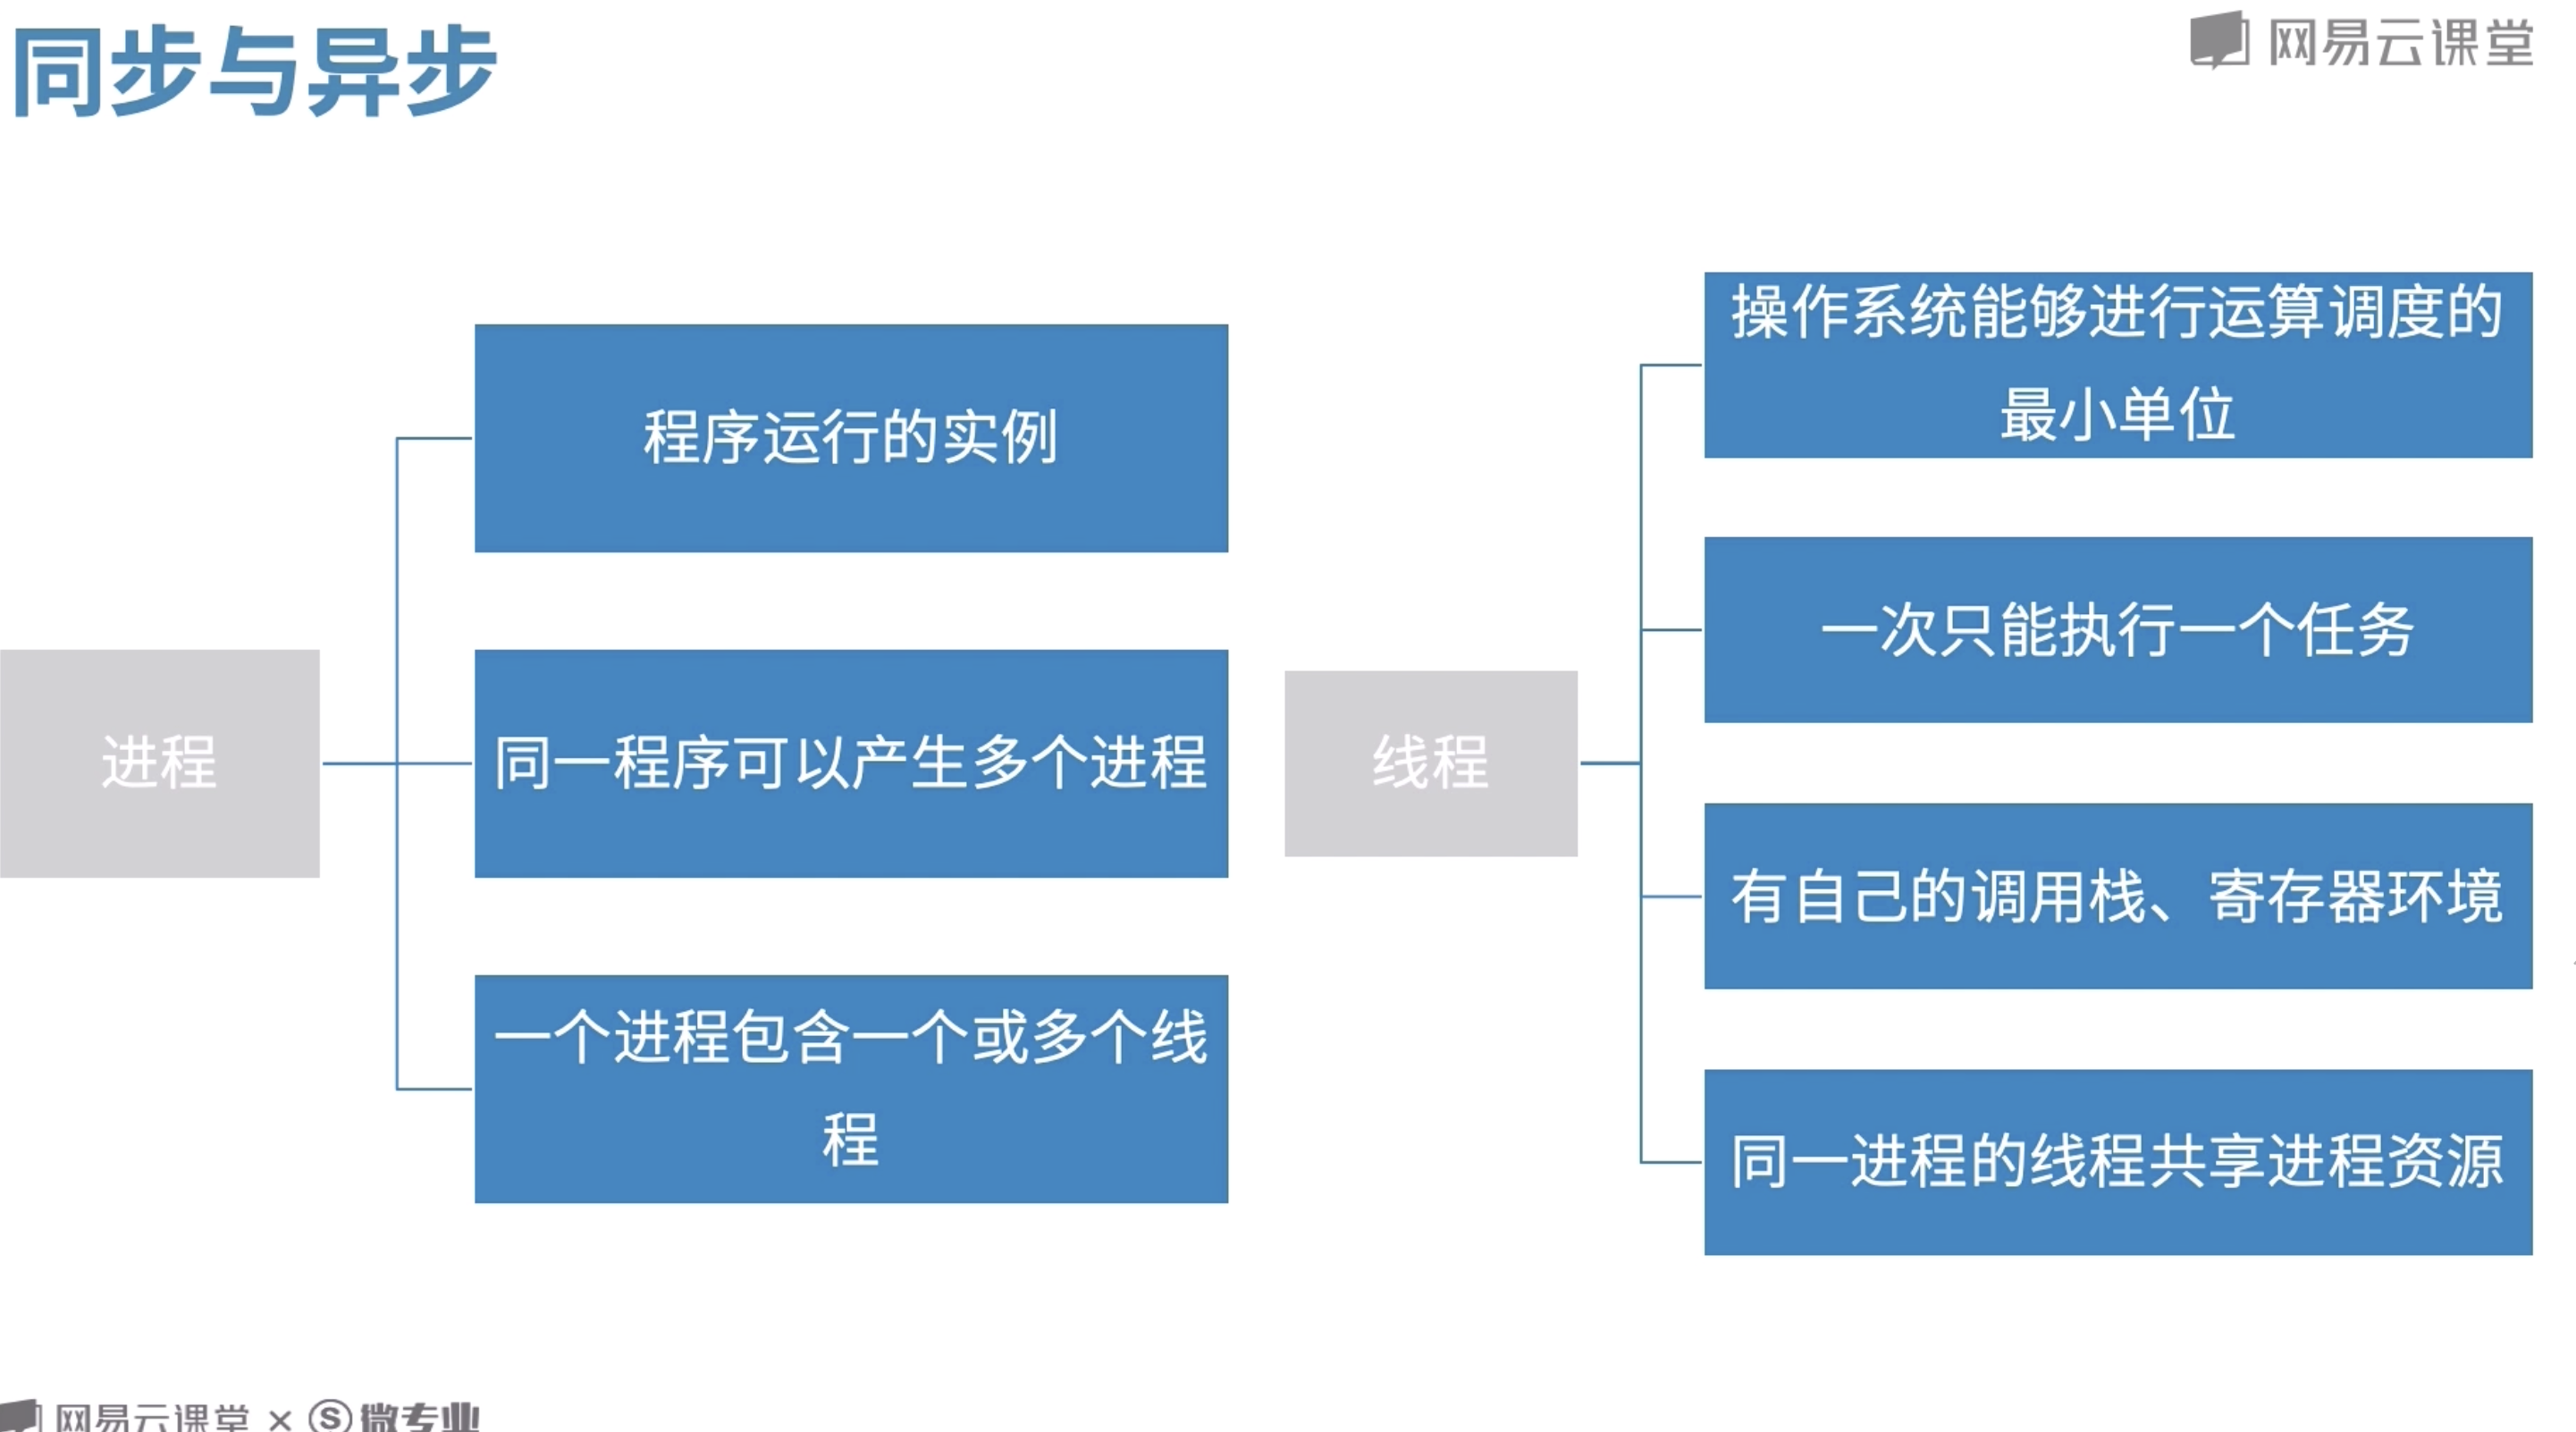 同步与异步
网易云课堂
进程
程序运行的实例
同一程序可以产生多个进程
一个进程包含一个或多个线
程
线程
操作系统能够进行运算调度的
最小单位
一次只能执行一个任务
有自己的调用栈、寄存器环境
同一进程的线程共享进程资源
网易云课堂 × Ⓢ微专业